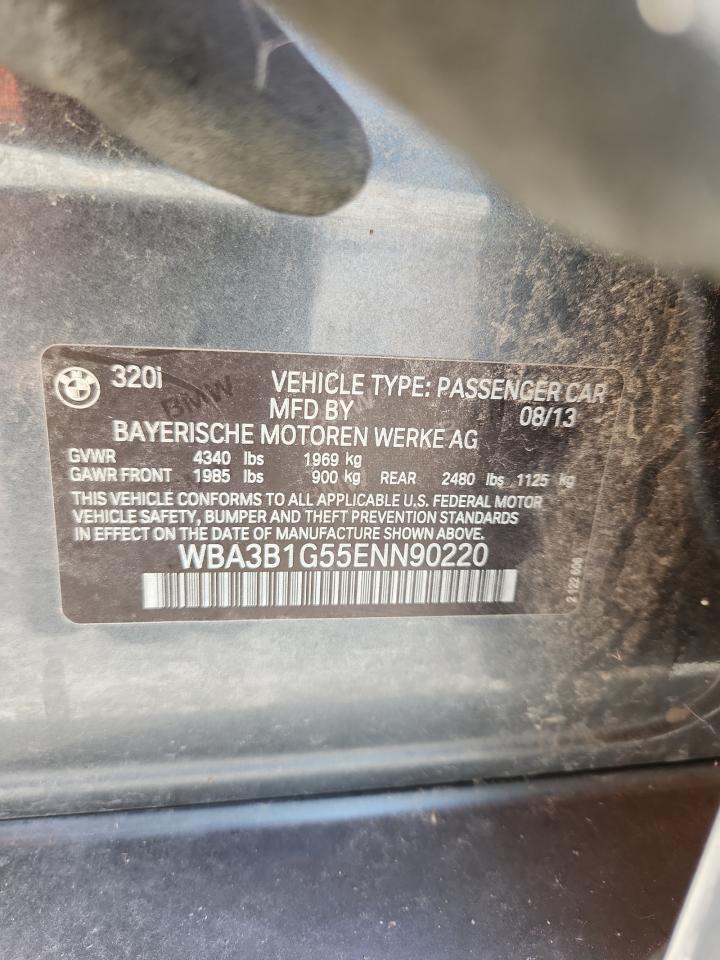 320i VEHICLE TYPE: PASSENGER CAR
BMW
MFD BY 08/13
BAYERISCHE MOTOREN WERKE AG
GVWR 4340 lbs 1969 kg
GAWR FRONT 1985 lbs 900 kg REAR 2480 lbs 1125 kg
THIS VEHICLE CONFORMS TO ALL APPLICABLE U.S. FEDERAL MOTOR
VEHICLE SAFETY, BUMPER AND THEFT PREVENTION STANDARDS
IN EFFECT ON THE DATE OF MANUFACTURE SHOWN ABOVE.
WBA3B1G55ENN90220